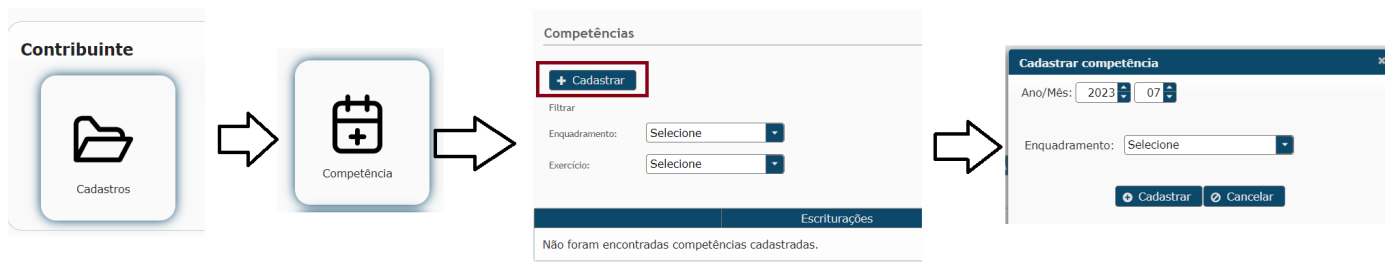 Contribuinte
Cadastros
Competência
Competências
Cadastrar
Filtrar
Enquadramento: Selecione
Exercício: Selecione
Escriturações
Não foram encontradas competências cadastradas.
Cadastrar competência
Ano/Mês: 2023 07
Enquadramento: Selecione
Cadastrar Cancelar